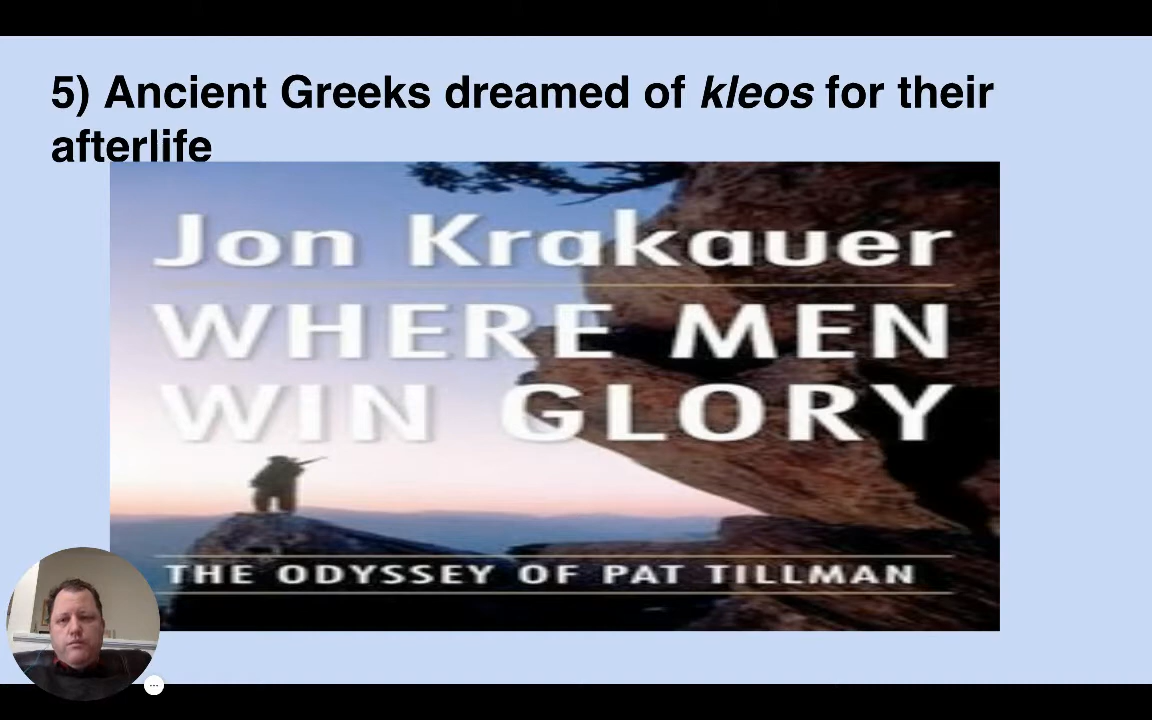 5) Ancient Greeks dreamed of kleos for their
afterlife
Jon Krakauer
WHERE MEN
WIN GLORY
THE ODYSSEY OF PAT TILLMAN